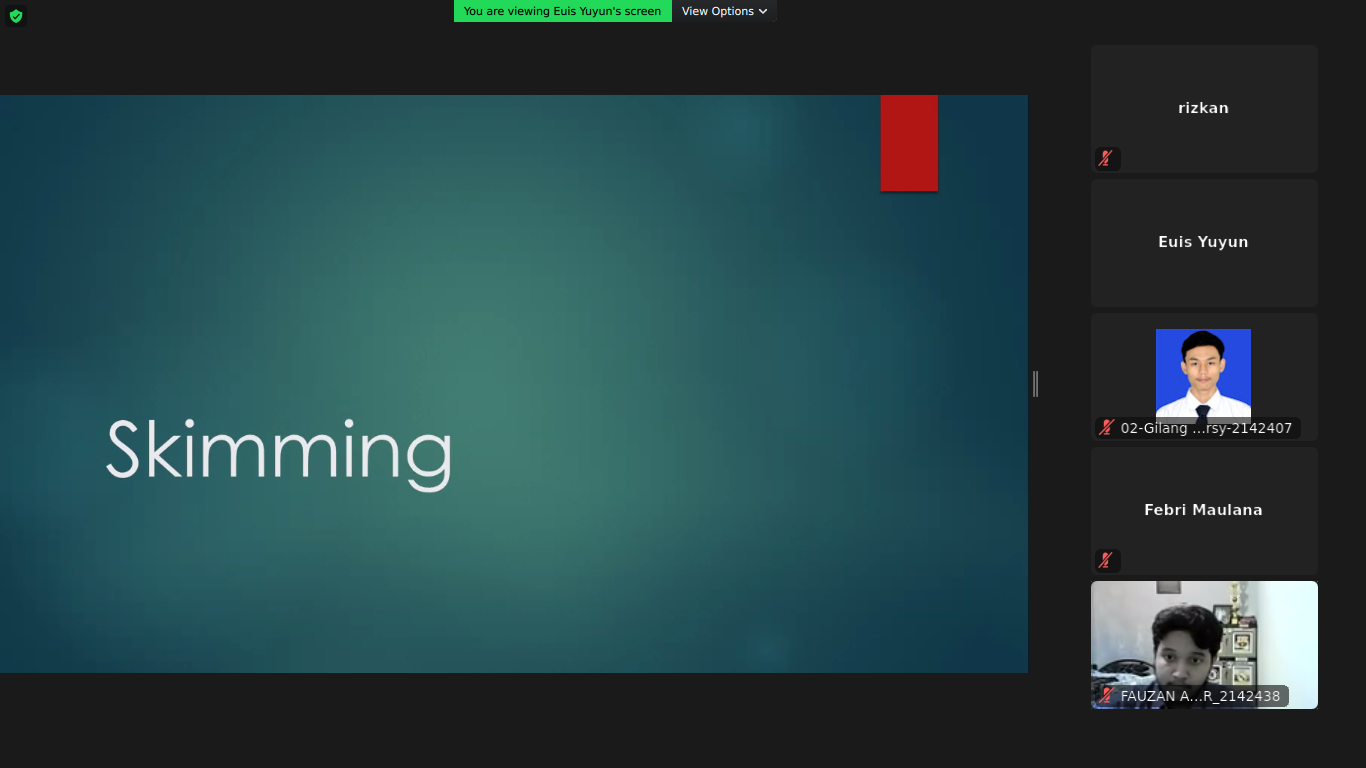 You are viewing Euis Yuyun's screen
View Options
Skimming
rizkan
Euis Yuyun
02-Gilang ...rsy-2142407
Febri Maulana
FAUZAN A...R_2142438